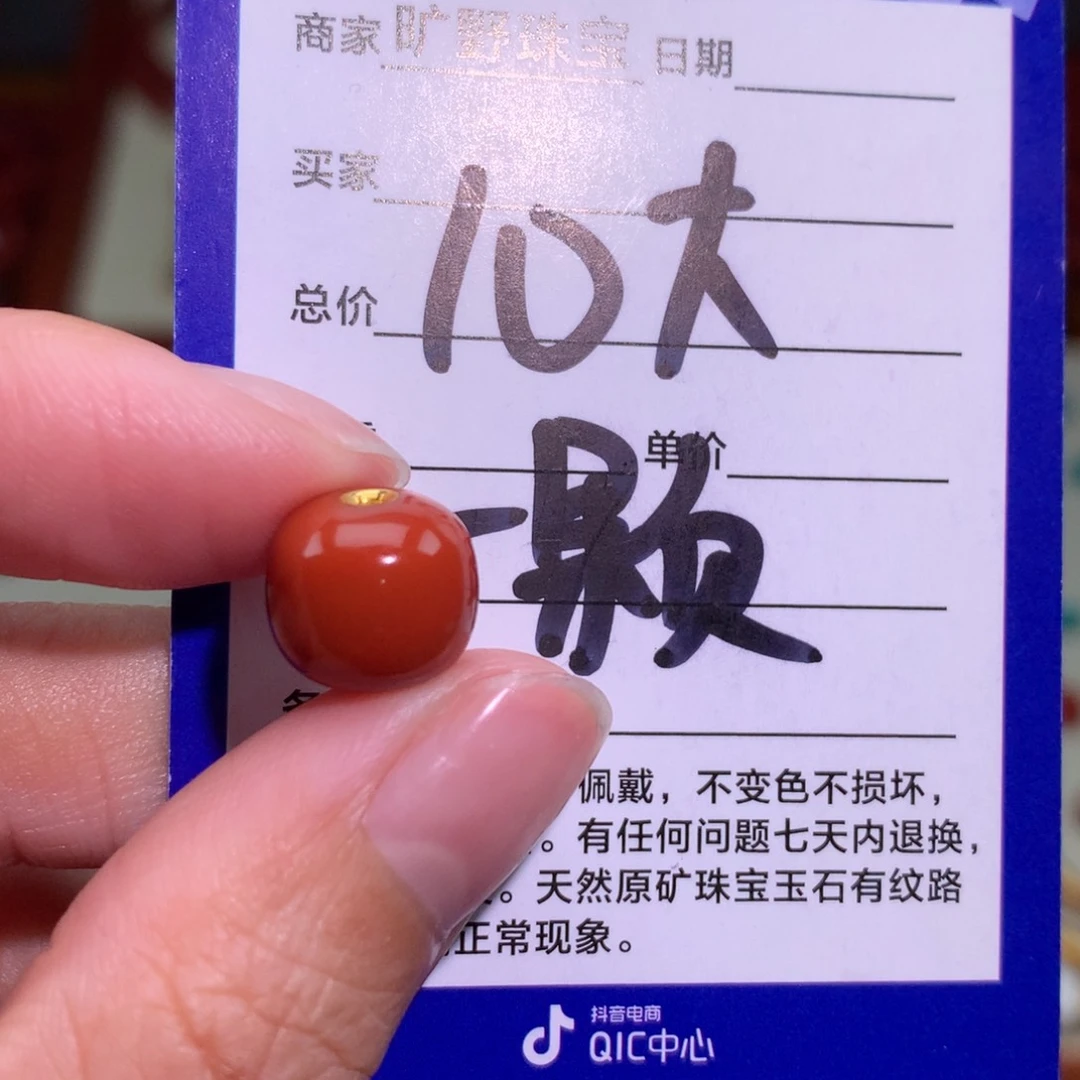 商家 旷野珠宝 日期
买家
10大
总价
单价
一颗
佩戴，不变色不损坏，
。有任何问题七天内退换，
。天然原矿珠宝玉石有纹路
正常现象。
抖音电商
QIC中心